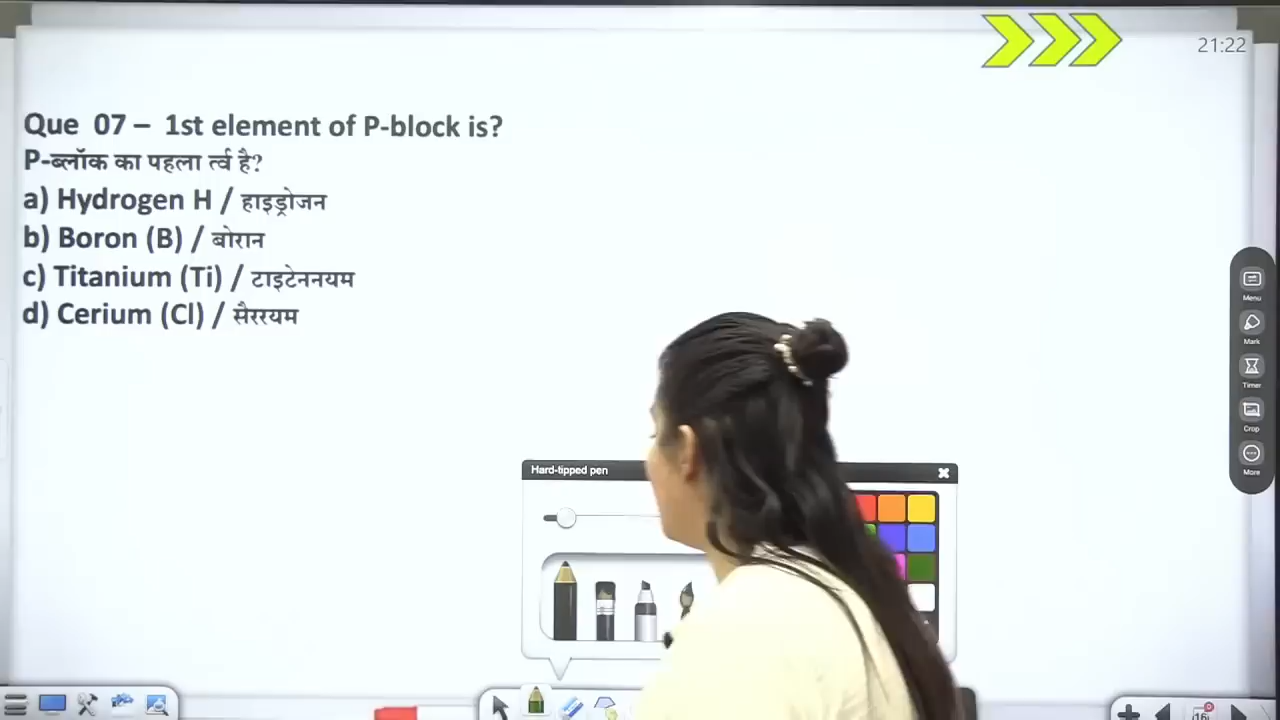 21:22
Que 07 – 1st element of P-block is?
P-ब्लॉक का पहला र्त्व है?
a) Hydrogen H / हाइड्रोजन
b) Boron (B) / बोरान
c) Titanium (Ti) / टाइटेननयम
d) Cerium (Cl) / सैररयम
Menu
Mark
Timer
Crop
More
Hard-tipped pen
16